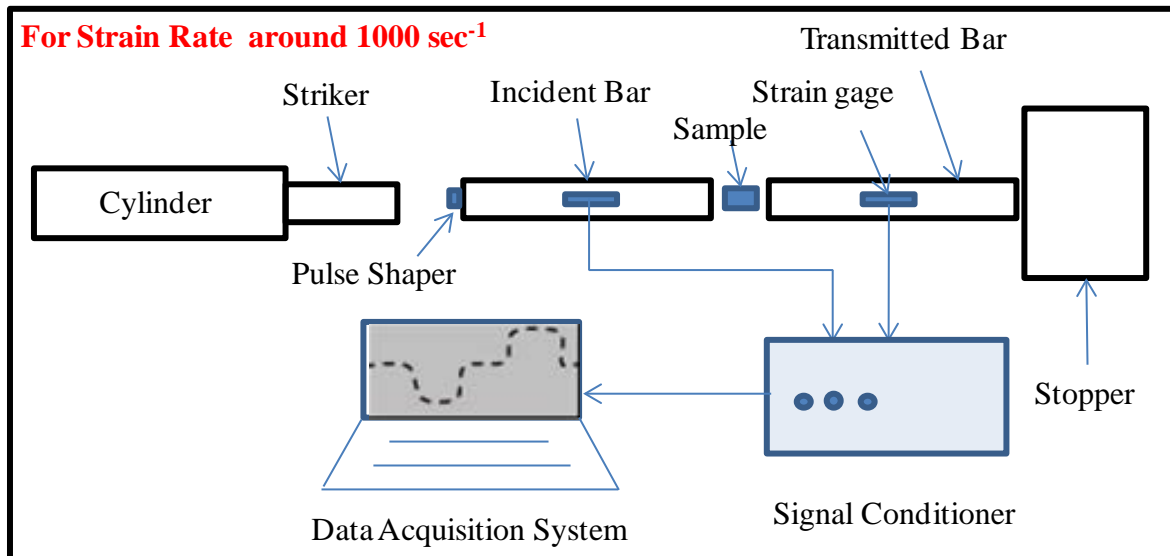 For Strain Rate around 1000 sec-1
Transmitted Bar
Striker
Incident Bar
Strain gage
Sample
Cylinder
Pulse Shaper
Stopper
Signal Conditioner
Data Acquisition System